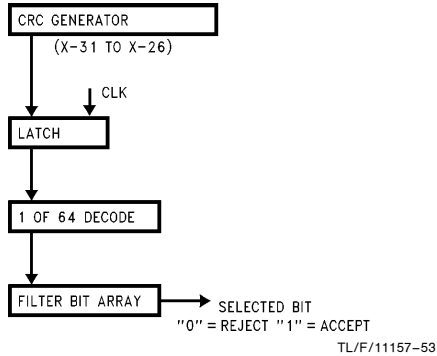 CRC GENERATOR
(X-31 TO X-26)
CLK
LATCH
1 OF 64 DECODE
FILTER BIT ARRAY
SELECTED BIT
"0" = REJECT "1" = ACCEPT
TL/F/11157-53